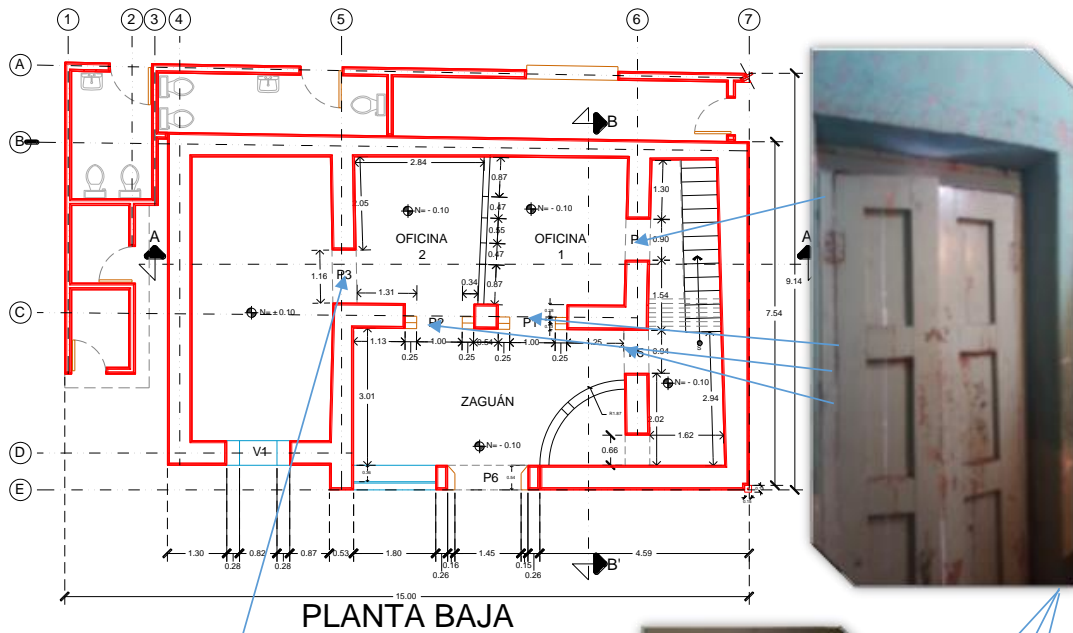 1 2 3 4 5 6 7
A
B
B
2.84
0.87
1.30
2.05
N= - 0.10
N= - 0.10
0.47
0.55
0.47
OFICINA
2
OFICINA
1
P
0.90
A
A
9.14
7.54
1.16
P3
1.31
0.34
0.87
1.54
C
N= ± 0.10
P2
P1
1.13
0.25
1.00
0.25
0.54
0.25
1.00
0.25
1.25
0.94
S
N= - 0.10
3.01
ZAGUÁN
R1.87
2.02
2.94
1.62
0.66
D
V1
N= - 0.10
E
P6
1.30
0.28
0.82
0.28
0.87
0.53
1.80
0.26
0.16
1.45
0.15
0.26
4.59
B'
15.00
PLANTA BAJA